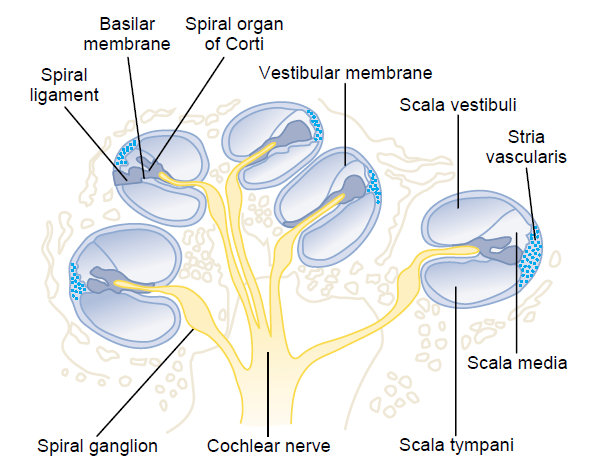 Basilar
membrane
Spiral organ
of Corti
Spiral
ligament
Vestibular membrane
Scala vestibuli
Stria
vascularis
Scala media
Spiral ganglion
Cochlear nerve
Scala tympani